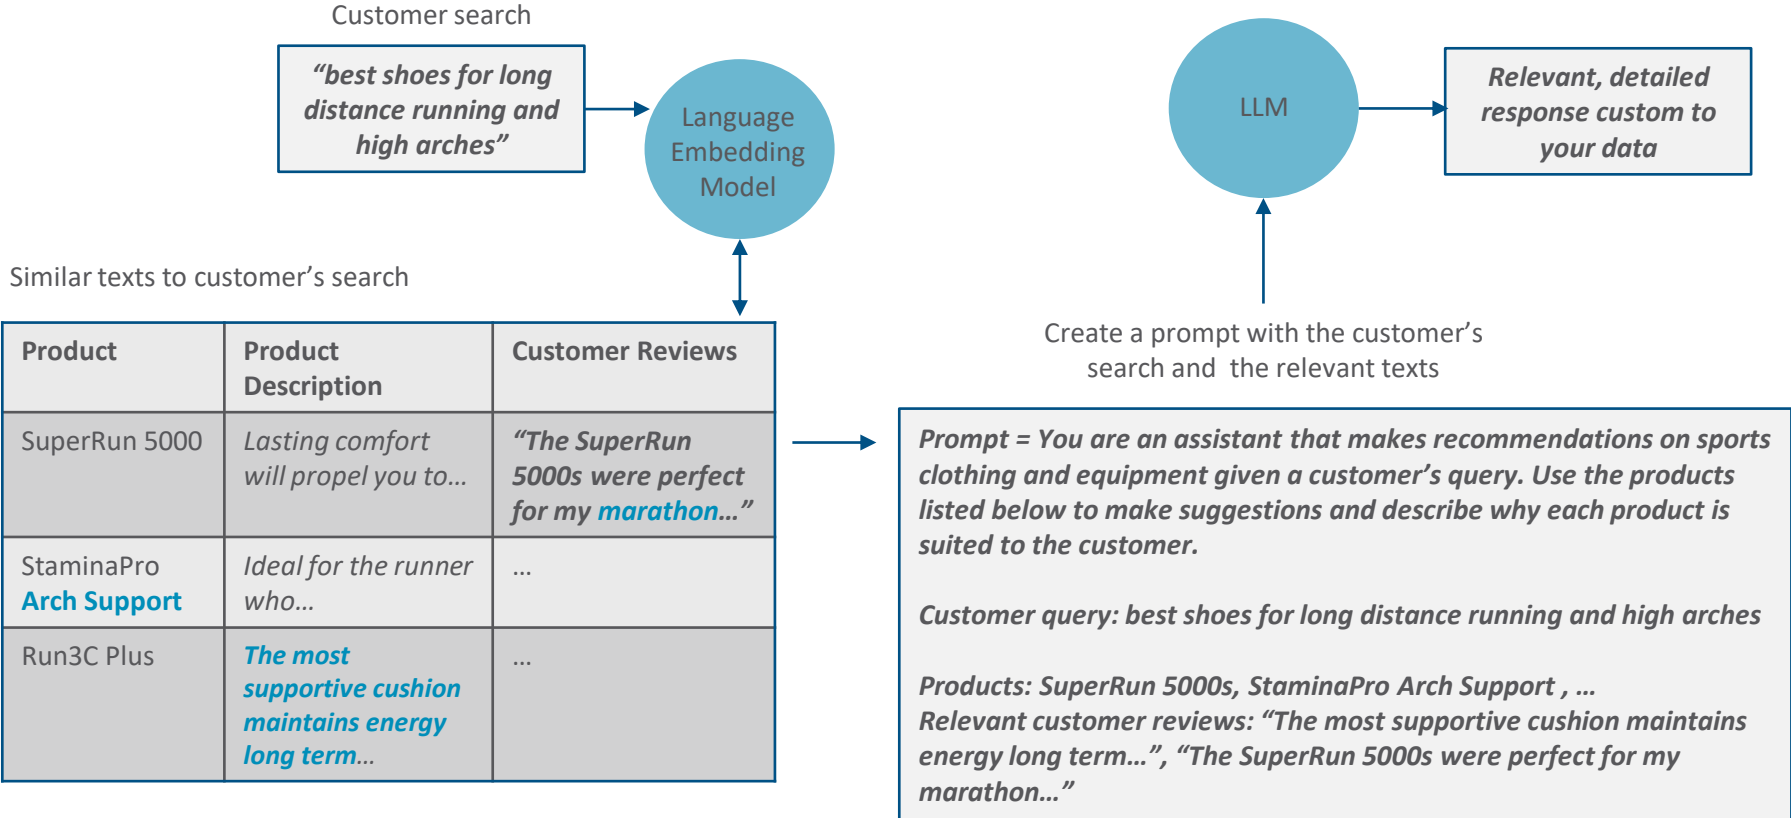 Customer search
“best shoes for long
distance running and
high arches”
Language
Embedding
Model
LLM
Relevant, detailed
response custom to
your data
Similar texts to customer’s search
Product
Product
Description
Customer Reviews
SuperRun 5000
Lasting comfort
will propel you to…
“The SuperRun
5000s were perfect
for my marathon…”
StaminaPro
Arch Support
Ideal for the runner
who…
…
Run3C Plus
The most
supportive cushion
maintains energy
long term…
…
Create a prompt with the customer’s
search and the relevant texts
Prompt = You are an assistant that makes recommendations on sports
clothing and equipment given a customer’s query. Use the products
listed below to make suggestions and describe why each product is
suited to the customer.
Customer query: best shoes for long distance running and high arches
Products: SuperRun 5000s, StaminaPro Arch Support , …
Relevant customer reviews: “The most supportive cushion maintains
energy long term…”, “The SuperRun 5000s were perfect for my
marathon…”